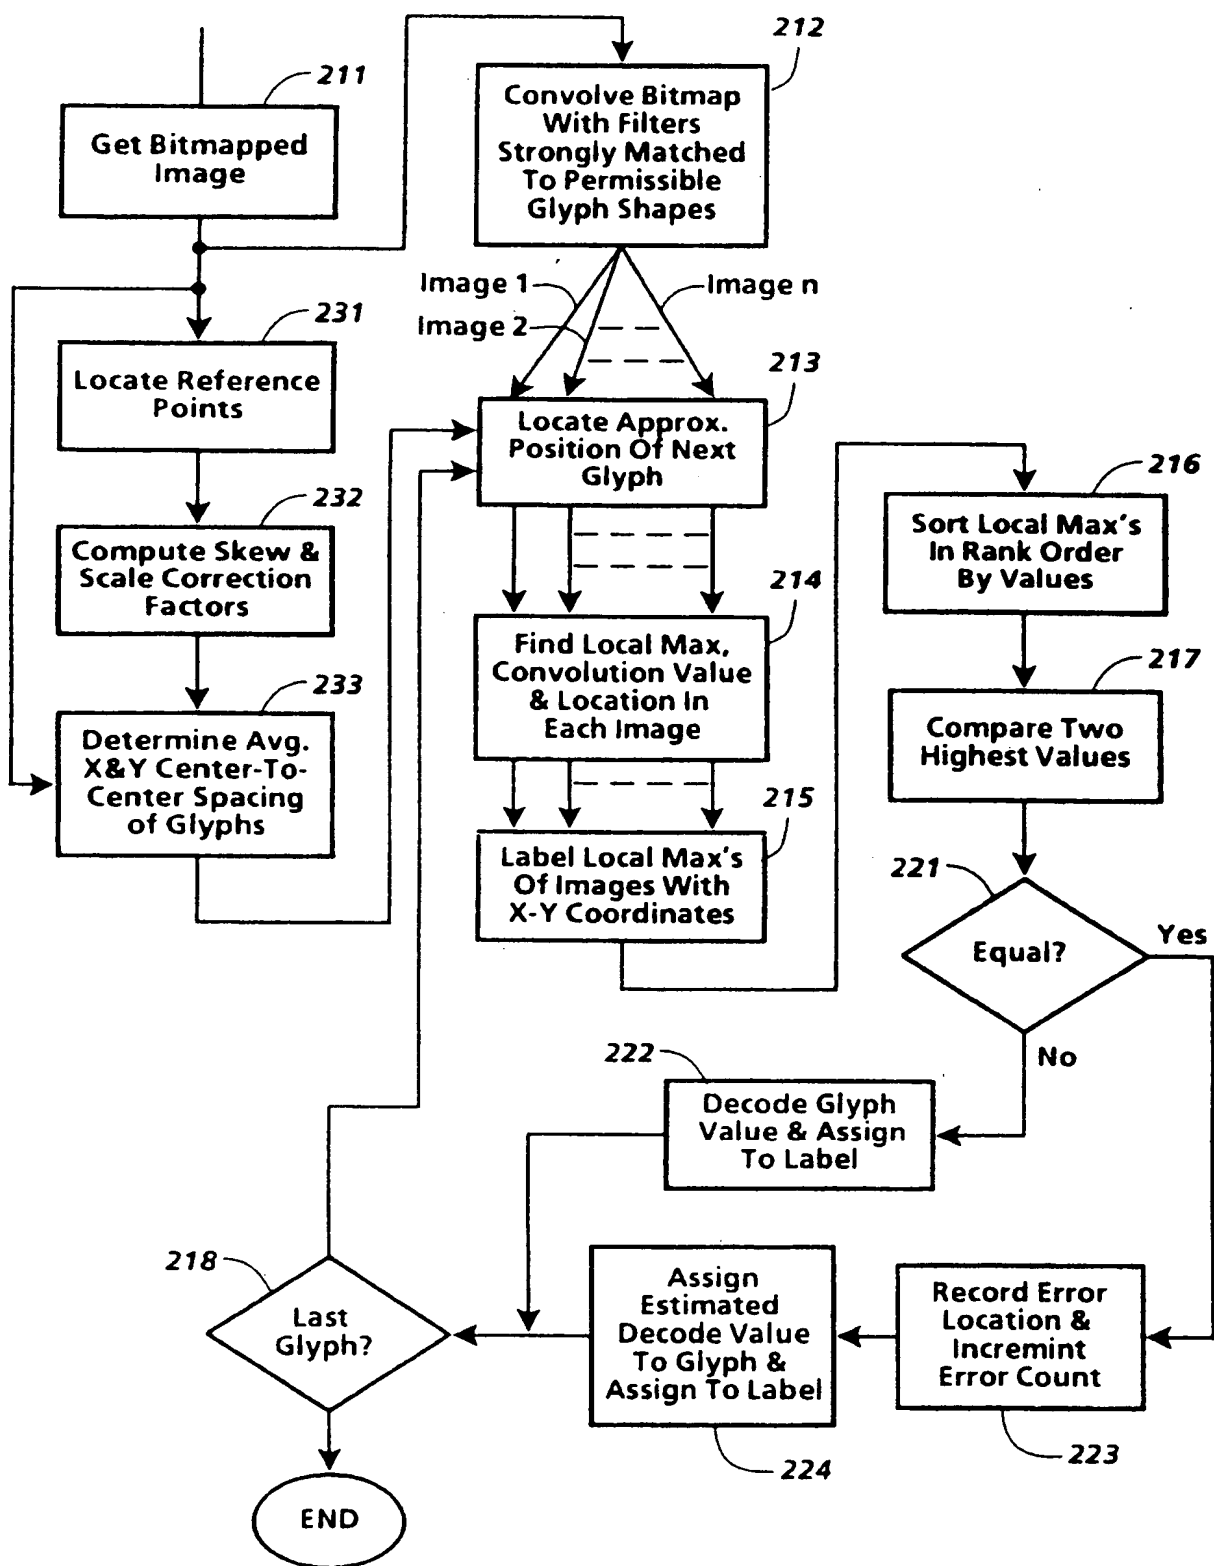 211
Get Bitmapped
Image
231
Locate Reference
Points
232
Compute Skew &
Scale Correction
Factors
233
Determine Avg.
X&Y Center-To-
Center Spacing
of Glyphs
212
Convolve Bitmap
With Filters
Strongly Matched
To Permissible
Glyph Shapes
Image 1
Image 2
Image n
213
Locate Approx.
Position Of Next
Glyph
214
Find Local Max,
Convolution Value
& Location In
Each Image
215
Label Local Max's
Of Images With
X-Y Coordinates
216
Sort Local Max's
In Rank Order
By Values
217
Compare Two
Highest Values
221
Equal?
Yes
No
222
Decode Glyph
Value & Assign
To Label
Record Error
Location &
Incremint
Error Count
223
Assign
Estimated
Decode Value
To Glyph &
Assign To Label
224
218
Last
Glyph?
END